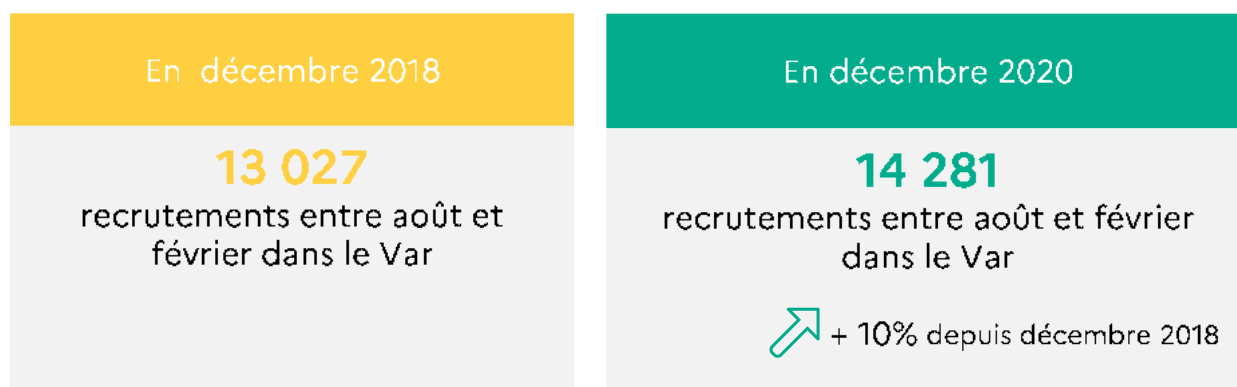 En décembre 2018
13 027
recrutements entre août et
février dans le Var
En décembre 2020
14 281
recrutements entre août et février
dans le Var
+ 10% depuis décembre 2018